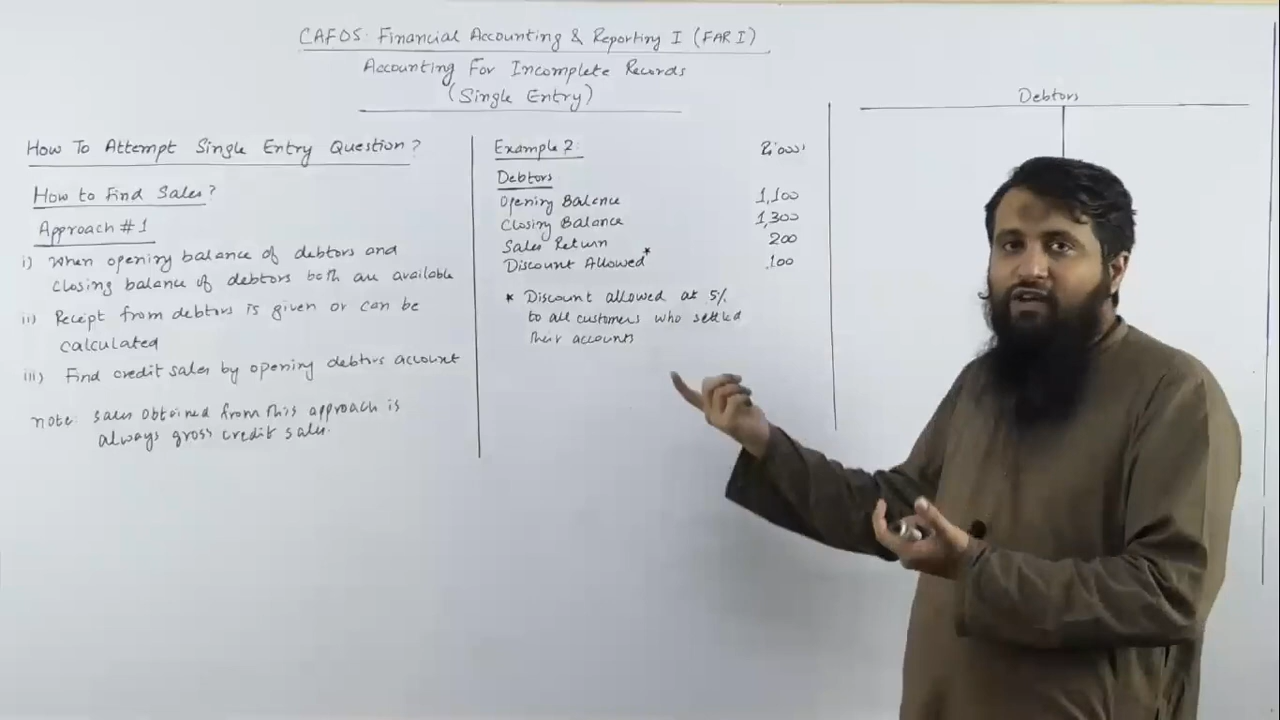 CAF05: Financial Accounting & Reporting I (FAR I)
Accounting For Incomplete Records
(Single Entry)
How To Attempt Single Entry Question?
How to Find Sales?
Approach #1
i) When opening balance of debtors and
closing balance of debtors both are available
ii) Receipt from debtors is given or can be
calculated
iii) Find credit sales by opening debtors account
note: Sales obtained from this approach is
always gross credit sales.
Example 2:
Debtors
Opening Balance 1,100
Closing Balance 1,300
Sales Return 200
Discount Allowed* 100
* Discount allowed at 5%
to all customers who settled
their accounts
Debtors